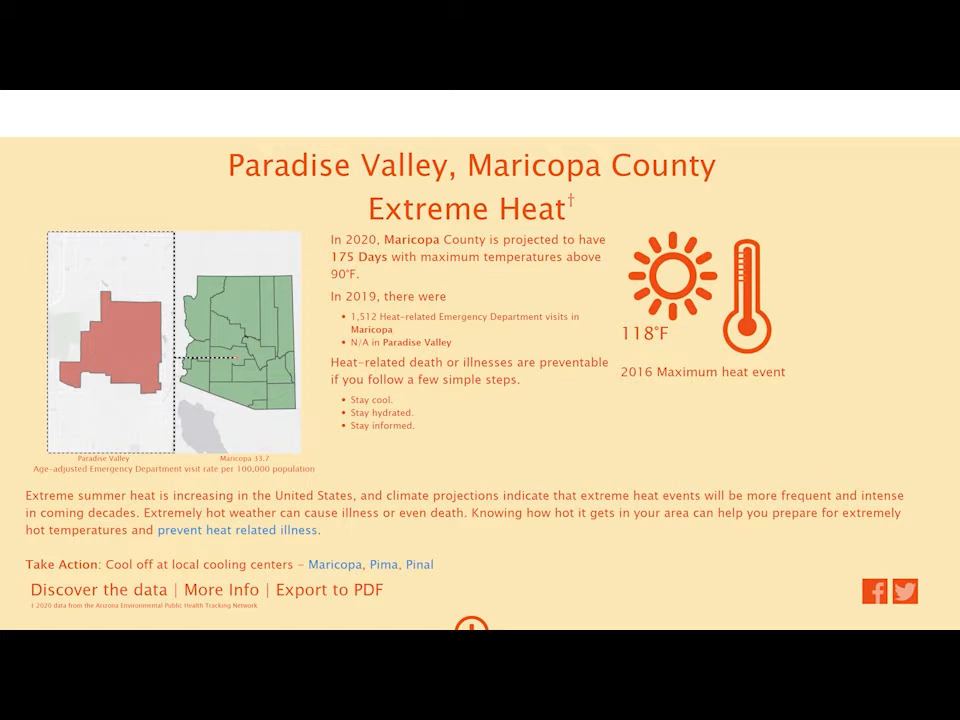 Paradise Valley, Maricopa County
Extreme Heat†
In 2020, Maricopa County is projected to have
175 Days with maximum temperatures above
90°F.
In 2019, there were
• 1,512 Heat-related Emergency Department visits in
Maricopa
• N/A in Paradise Valley
Heat-related death or illnesses are preventable
if you follow a few simple steps.
• Stay cool.
• Stay hydrated.
• Stay informed.
118°F
2016 Maximum heat event
Paradise Valley Maricopa 33.7
Age-adjusted Emergency Department visit rate per 100,000 population
Extreme summer heat is increasing in the United States, and climate projections indicate that extreme heat events will be more frequent and intense
in coming decades. Extremely hot weather can cause illness or even death. Knowing how hot it gets in your area can help you prepare for extremely
hot temperatures and prevent heat related illness.
Take Action: Cool off at local cooling centers – Maricopa, Pima, Pinal
Discover the data | More Info | Export to PDF
† 2020 data from the Arizona Environmental Public Health Tracking Network